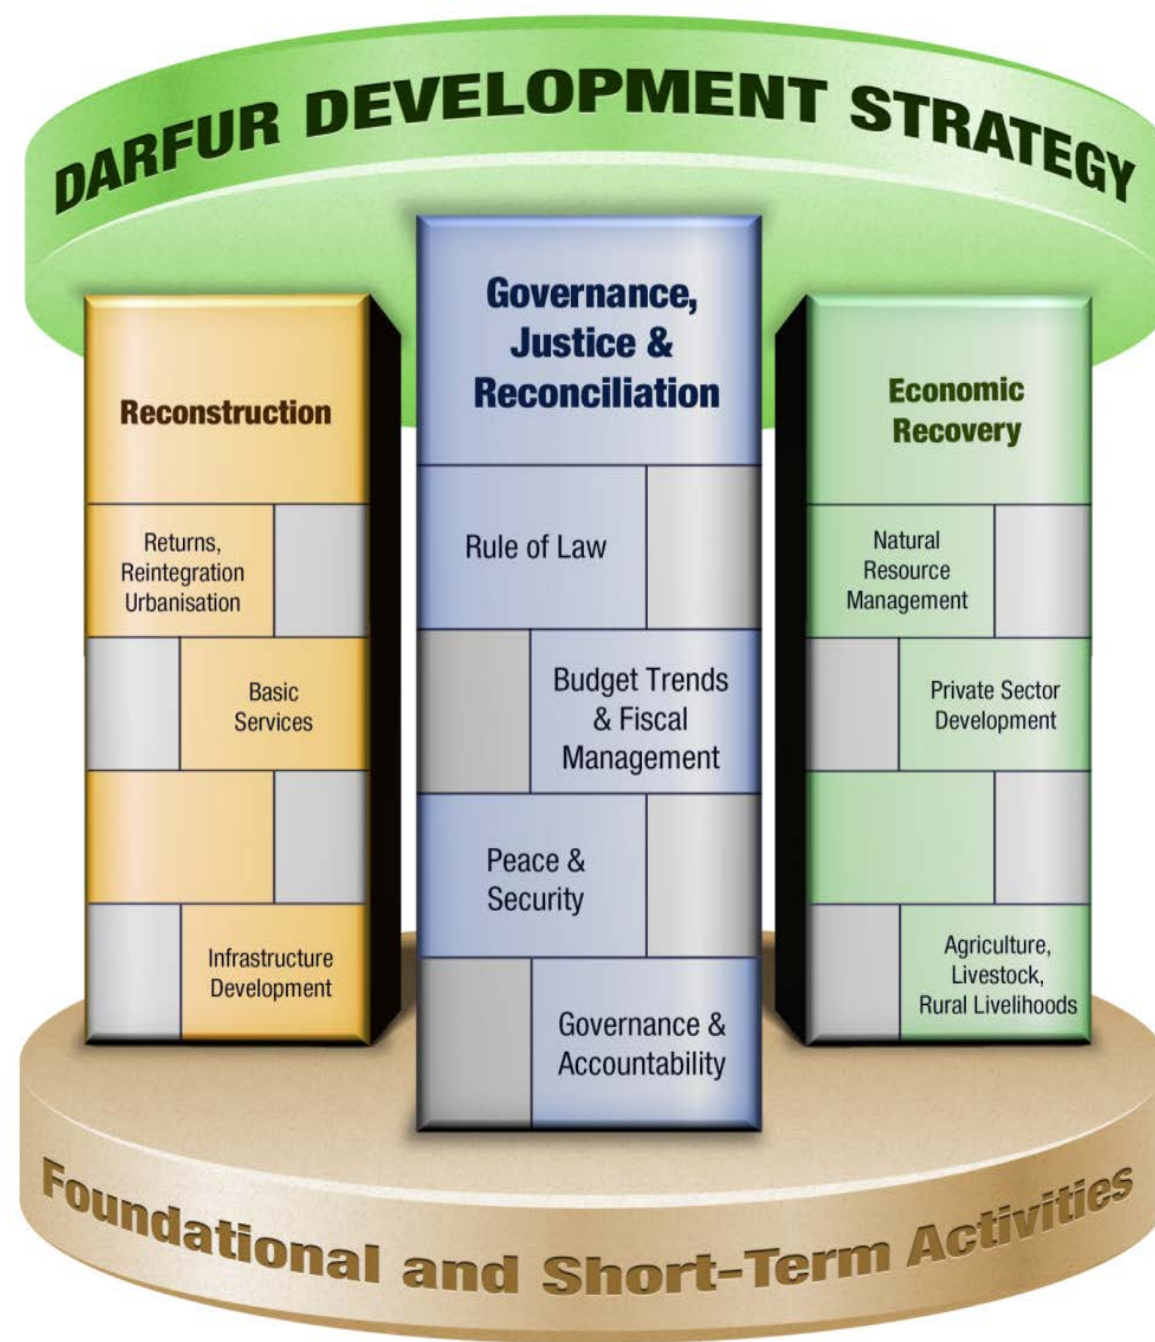 DARFUR DEVELOPMENT STRATEGY
Reconstruction
Returns,
Reintegration
Urbanisation
Basic
Services
Infrastructure
Development
Governance,
Justice &
Reconciliation
Rule of Law
Budget Trends
& Fiscal
Management
Peace &
Security
Governance &
Accountability
Economic
Recovery
Natural
Resource
Management
Private Sector
Development
Agriculture,
Livestock,
Rural Livelihoods
Foundational and Short-Term Activities